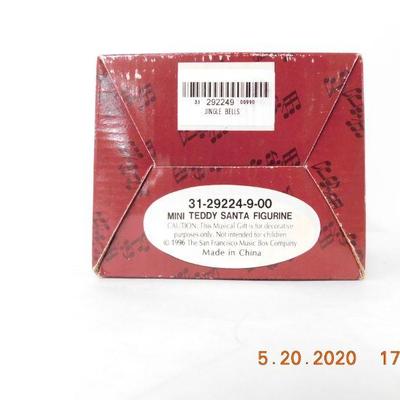 31 292249 00990
JINGLE BELLS
31-29224-9-00
MINI TEDDY SANTA FIGURINE
CAUTION: This Musical Gift is for decorative
purposes only. Not intended for children
© 1996 The San Francisco Music Box Company
Made in China
5.20.2020 17